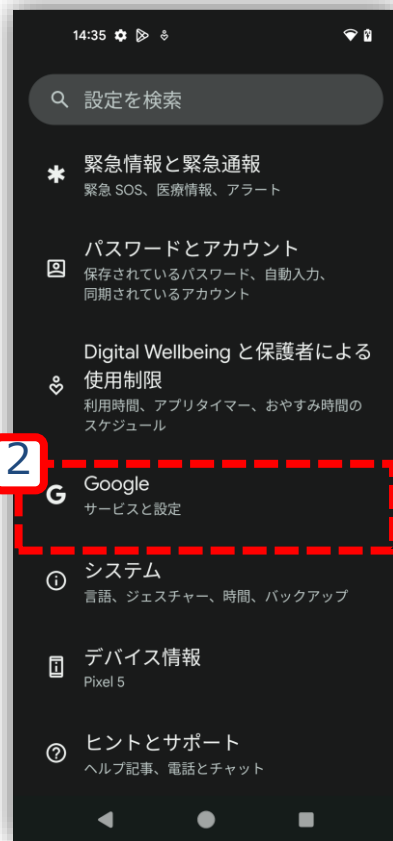 14:35
設定を検索
緊急情報と緊急通報
緊急 SOS、医療情報、アラート
パスワードとアカウント
保存されているパスワード、自動入力、
同期されているアカウント
Digital Wellbeing と保護者による
使用制限
利用時間、アプリタイマー、おやすみ時間の
スケジュール
2
Google
サービスと設定
システム
言語、ジェスチャー、時間、バックアップ
デバイス情報
Pixel 5
ヒントとサポート
ヘルプ記事、電話とチャット